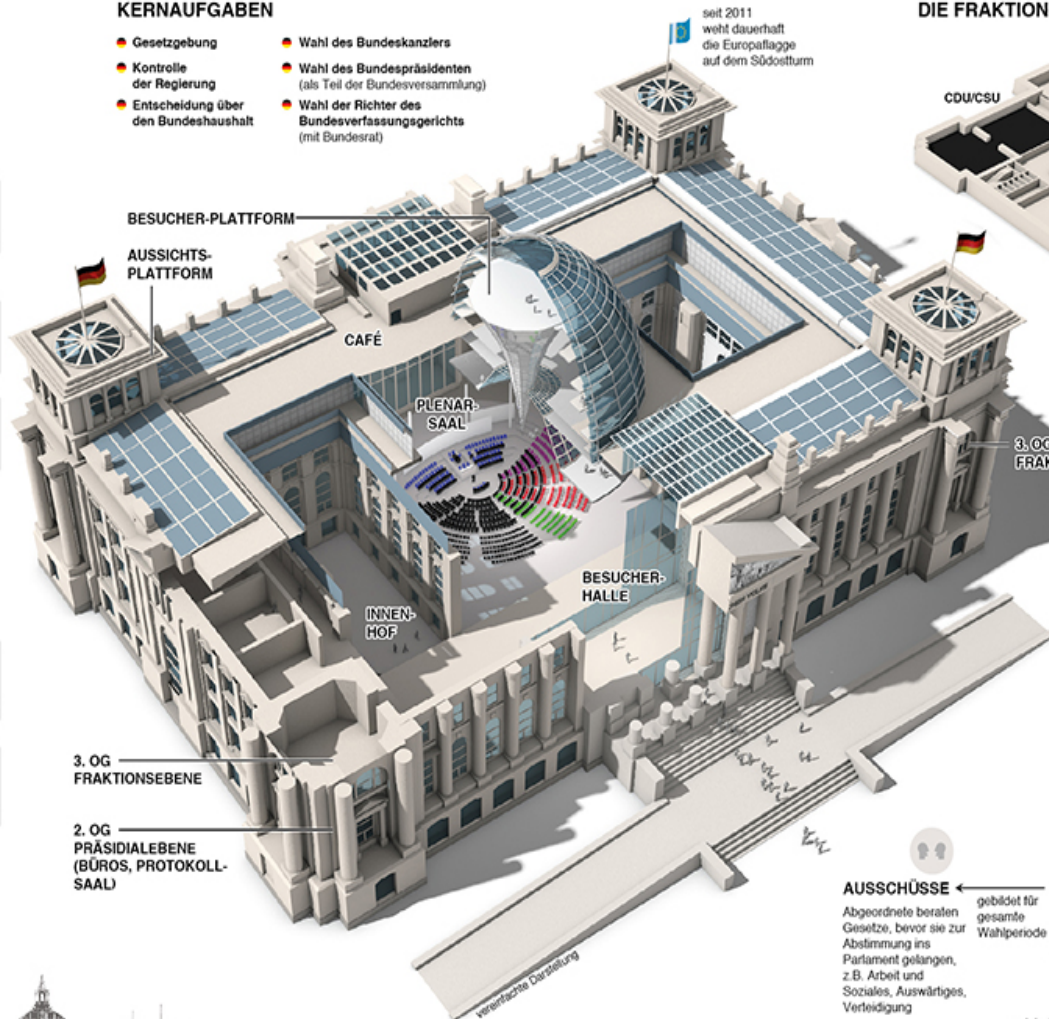 KERNAUFGABEN
Gesetzgebung
Kontrolle
der Regierung
Entscheidung über
den Bundeshaushalt
Wahl des Bundeskanzlers
Wahl des Bundespräsidenten
(als Teil der Bundesversammlung)
Wahl der Richter des
Bundesverfassungsgerichts
(mit Bundesrat)
seit 2011
weht dauerhaft
die Europaflagge
auf dem Südostturm
DIE FRAKTION
CDU/CSU
BESUCHER-PLATTFORM
AUSSICHTS-
PLATTFORM
CAFÉ
PLENAR-
SAAL
3. OG
FRAK
BESUCHER-
HALLE
INNEN-
HOF
3. OG
FRAKTIONSEBENE
2. OG
PRÄSIDIALEBENE
(BÜROS, PROTOKOLL-
SAAL)
AUSSCHÜSSE
gebildet für
gesamte
Wahlperiode
Abgeordnete beraten
Gesetze, bevor sie zur
Abstimmung ins
Parlament gelangen,
z.B. Arbeit und
Soziales, Auswärtiges,
Verteidigung
vereinfachte Darstellung